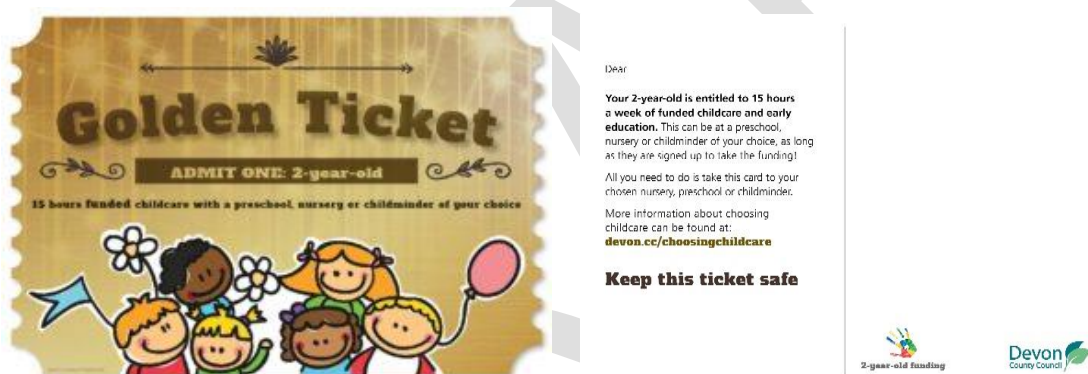 Golden Ticket
ADMIT ONE: 2-year-old
15 hours funded childcare with a preschool, nursery or childminder of your choice
Dear
Your 2-year-old is entitled to 15 hours
a week of funded childcare and early
education. This can be at a preschool,
nursery or childminder of your choice, as long
as they are signed up to take the funding!
All you need to do is take this card to your
chosen nursery, preschool or childminder.
More information about choosing
childcare can be found at:
devon.cc/choosingchildcare
Keep this ticket safe
2-year-old funding
Devon
County Council